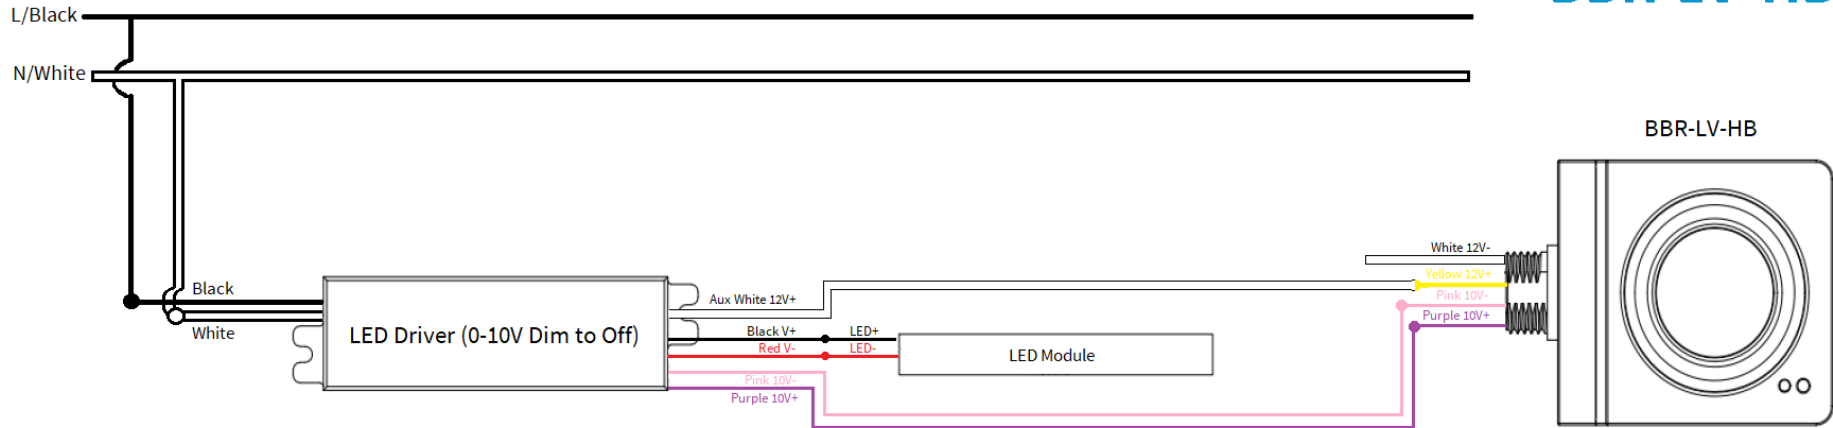 L/Black
N/White
BBR-LV-HB
White 12V-
Yellow 12V+
Pink 10V-
Purple 10V+
Black
White
LED Driver (0-10V Dim to Off)
Aux White 12V+
Black V+
LED+
Red V-
LED-
LED Module
Pink 10V-
Purple 10V+